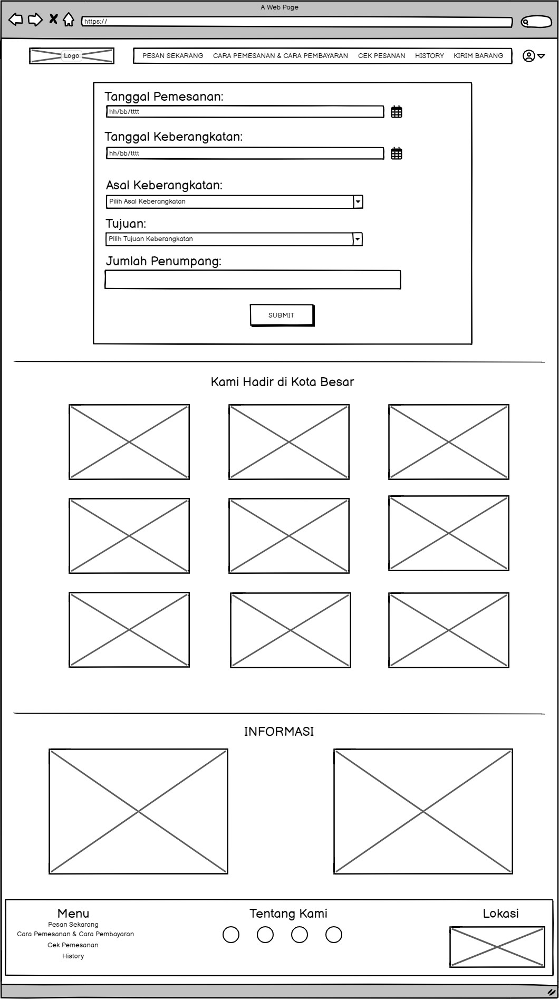 A Web Page
https://
Logo
PESAN SEKARANG CARA PEMESANAN & CARA PEMBAYARAN CEK PESANAN HISTORY KIRIM BARANG
Tanggal Pemesanan:
hh/bb/tttt
Tanggal Keberangkatan:
hh/bb/tttt
Asal Keberangkatan:
Pilih Asal Keberangkatan
Tujuan:
Pilih Tujuan Keberangkatan
Jumlah Penumpang:
SUBMIT
Kami Hadir di Kota Besar
INFORMASI
Menu
Pesan Sekarang
Cara Pemesanan & Cara Pembayaran
Cek Pemesanan
History
Tentang Kami
Lokasi